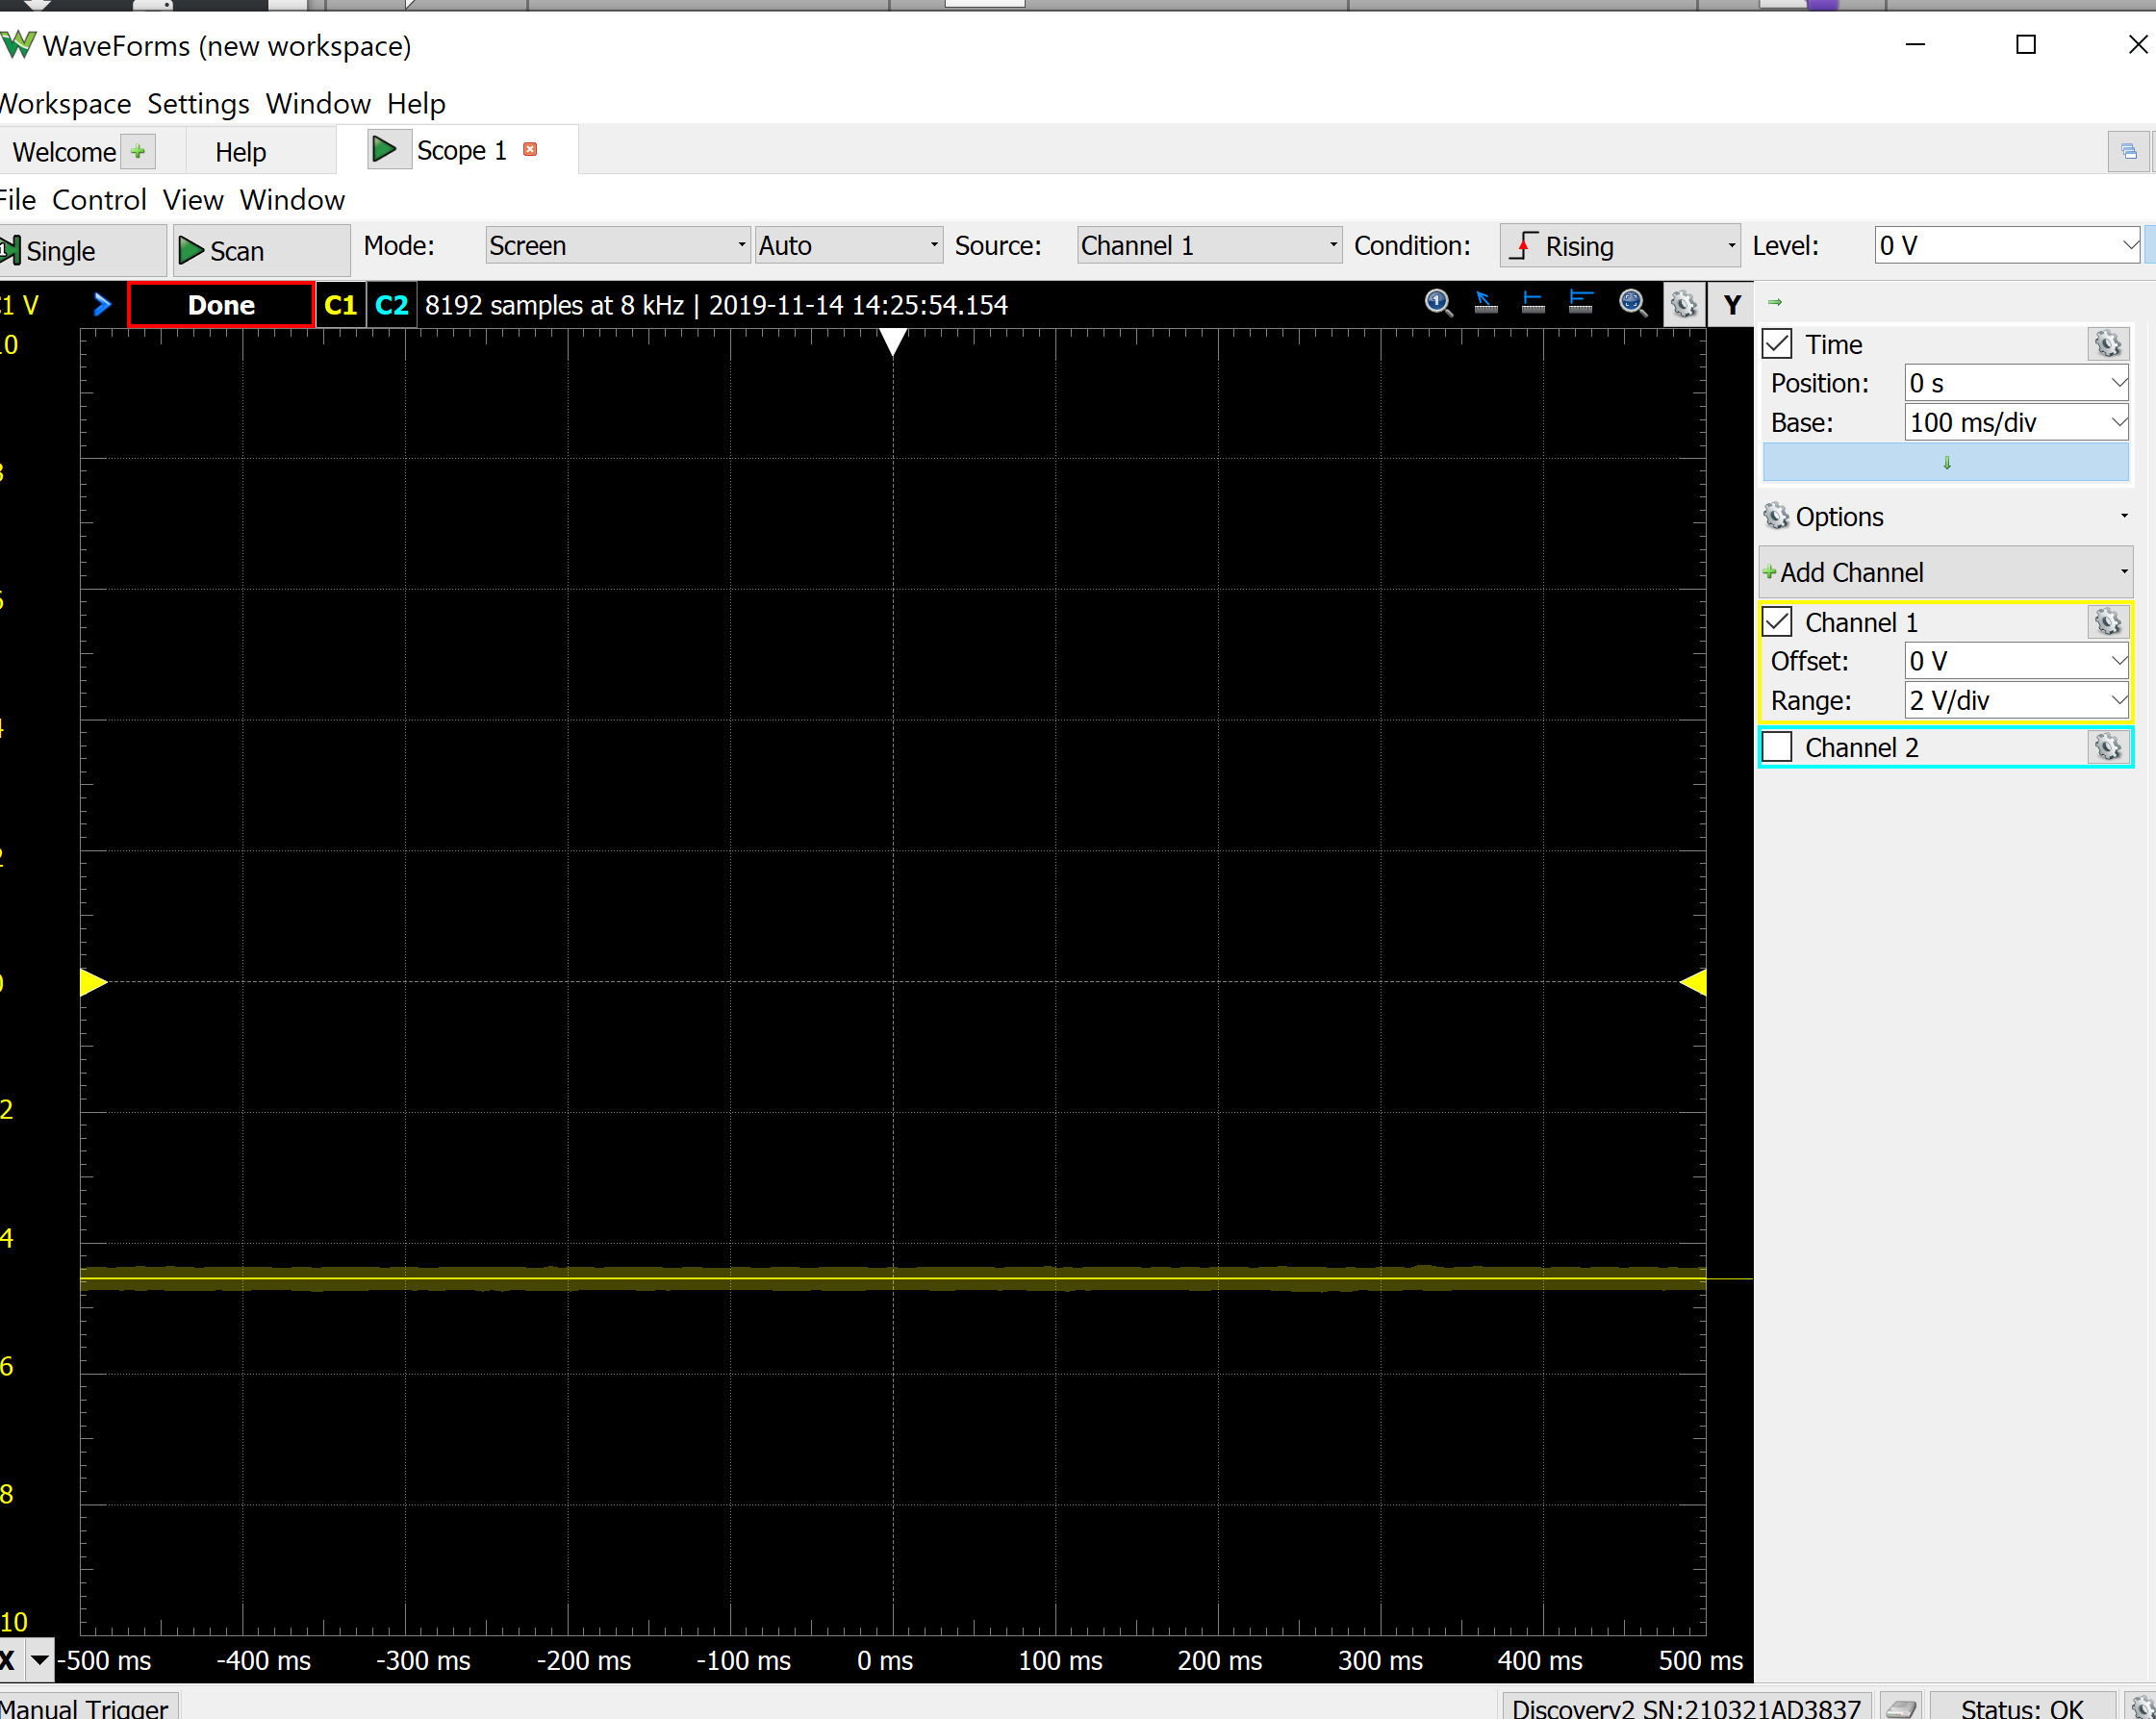 WaveForms (new workspace)
Workspace Settings Window Help
Welcome Help Scope 1
File Control View Window
Single Scan Mode: Screen Auto Source: Channel 1 Condition: Rising Level: 0 V
C1 V Done C1 C2 8192 samples at 8 kHz | 2019-11-14 14:25:54.154 Y
Time
Position: 0 s
Base: 100 ms/div
Options
Add Channel
Channel 1
Offset: 0 V
Range: 2 V/div
Channel 2
10
8
6
4
2
0
2
4
6
8
10
X -500 ms -400 ms -300 ms -200 ms -100 ms 0 ms 100 ms 200 ms 300 ms 400 ms 500 ms
Manual Trigger Discovery2 SN:210321AD3837 Status: OK